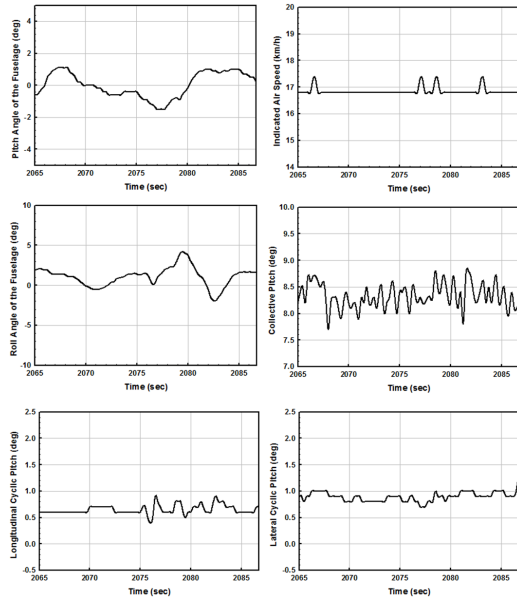 Pitch Angle of the Fuselage (deg)
4
2
0
-2
-4
2065 2070 2075 2080 2085
Time (sec)
Indicated Air Speed (km/h)
20
19
18
17
16
15
14
2065 2070 2075 2080 2085
Time (sec)
Roll Angle of the Fuselage (deg)
10
5
0
-5
-10
2065 2070 2075 2080 2085
Time (sec)
Collective Pitch (deg)
10.0
9.5
9.0
8.5
8.0
7.5
7.0
2065 2070 2075 2080 2085
Time (sec)
Longitudinal Cyclic Pitch (deg)
2.5
2.0
1.5
1.0
0.5
0.0
-0.5
2065 2070 2075 2080 2085
Time (sec)
Lateral Cyclic Pitch (deg)
2.5
2.0
1.5
1.0
0.5
0.0
-0.5
2065 2070 2075 2080 2085
Time (sec)